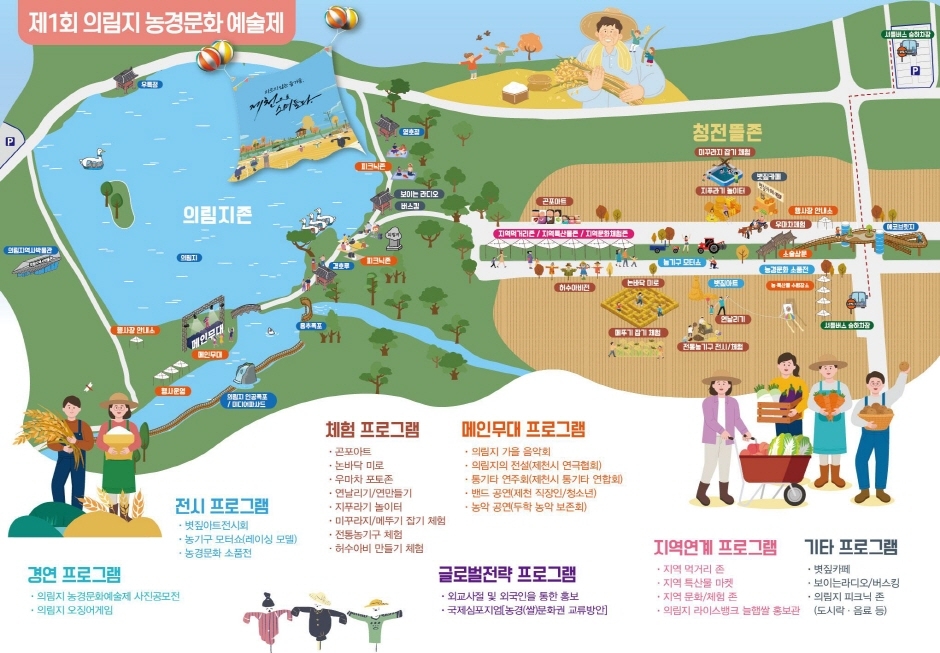 제1회 의림지 농경문화 예술제
제천으로
스며들다
P
셔틀버스 승하차장
P
우륵정
영호정
피크닉존
보이는 라디오
버스킹
의림지존
의림지
의림지역사박물관
경호루
피크닉존
행사장 안내소
메인무대
메인무대
용추폭포
행사운영
의림지 인공폭포
/ 미디어파사드
청전뜰존
미꾸라지 잡기 체험
볏짚카페
지푸라기 놀이터
곤포아트
행사장 안내소
우마차체험
에코브릿지
지역먹거리존 / 지역특산물존 / 지역문화체험존
소달샵문
농기구 모터쇼
농경문화 소품전
허수아비전
논바닥 미로
볏짚아트
연날리기
셔틀버스 승하차장
메뚜기 잡기 체험
전통농기구 전시/체험
체험 프로그램
· 곤포아트
· 논바닥 미로
· 우마차 포토존
· 연날리기/연만들기
· 지푸라기 놀이터
· 미꾸라지/메뚜기 잡기 체험
· 전통농기구 체험
· 허수아비 만들기 체험
메인무대 프로그램
· 의림지 가을 음악회
· 의림지의 전설(제천시 연극협회)
· 통기타 연주회(제천시 통기타 연합회)
· 밴드 공연(제천 직장인/청소년)
· 농악 공연(두학 농악 보존회)
전시 프로그램
· 볏짚아트전시회
· 농기구 모터쇼(레이싱 모델)
· 농경문화 소품전
경연 프로그램
· 의림지 농경문화예술제 사진공모전
· 의림지 오징어게임
글로벌전략 프로그램
· 외교사절 및 외국인을 통한 홍보
· 국제심포지엄[농경(쌀)문화권 교류방안]
지역연계 프로그램
· 지역 먹거리 존
· 지역 특산물 마켓
· 지역 문화/체험 존
· 의림지 라이스뱅크 늘햅쌀 홍보관
기타 프로그램
· 볏짚카페
· 보이는라디오/버스킹
· 의림지 피크닉 존
(도시락 · 음료 등)